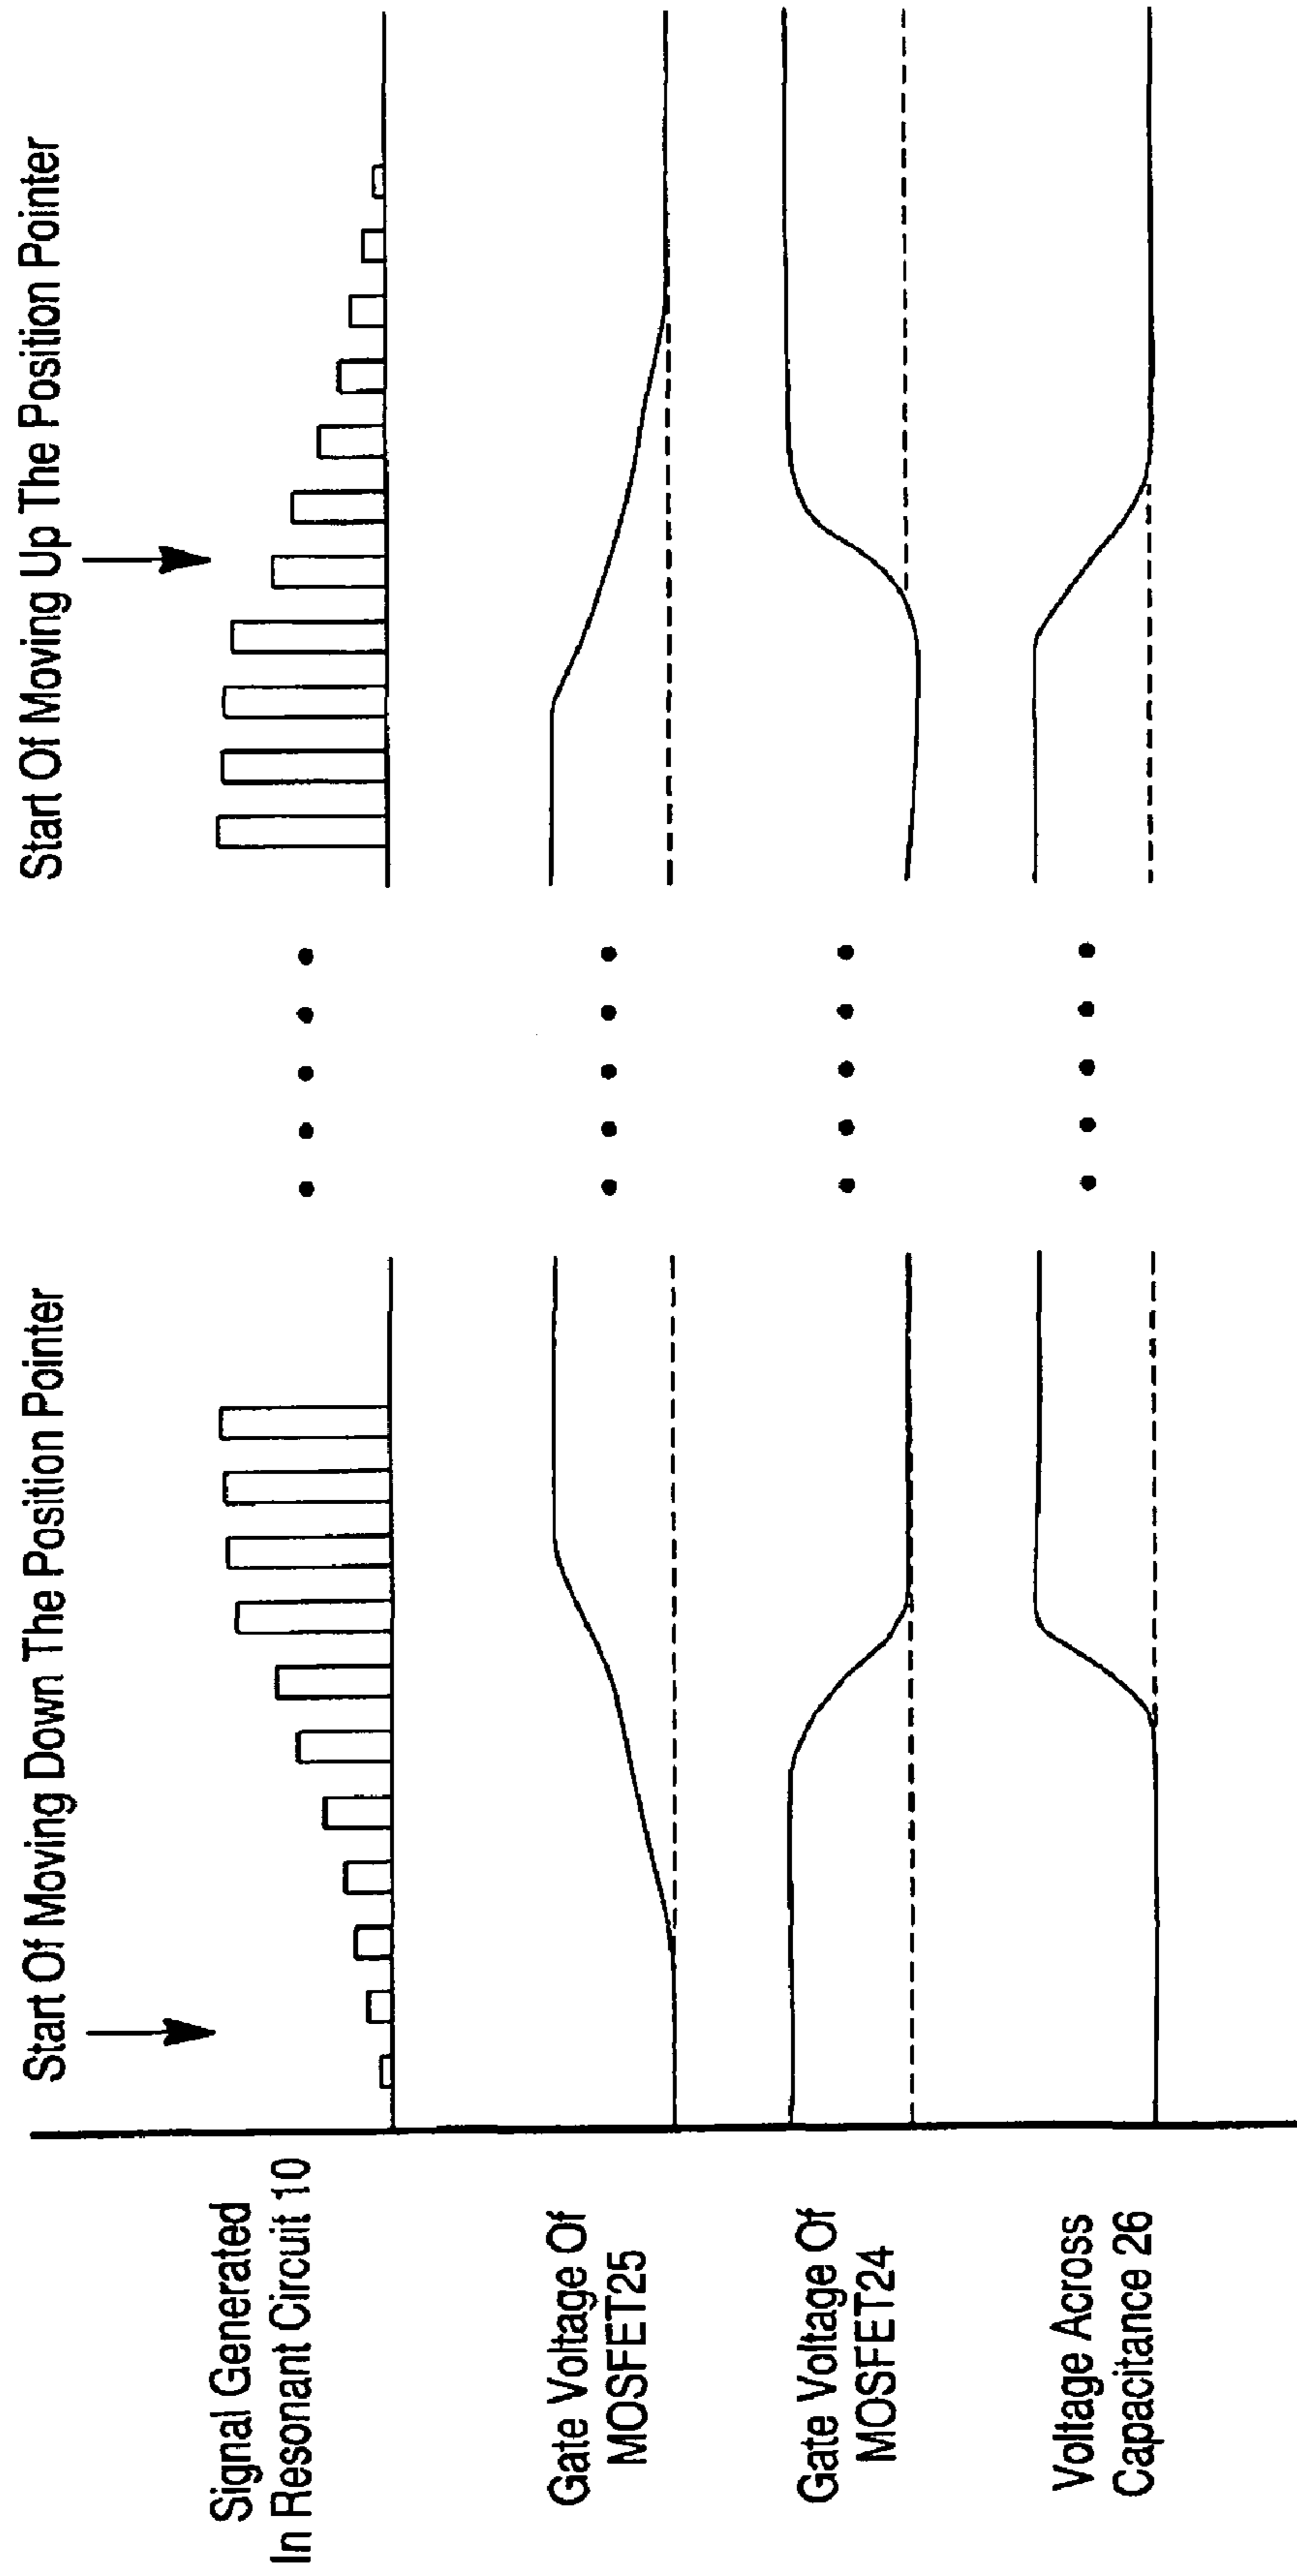 Start Of Moving Down The Position Pointer
Start Of Moving Up The Position Pointer
Signal Generated
In Resonant Circuit 10
Gate Voltage Of
MOSFET25
Gate Voltage Of
MOSFET24
Voltage Across
Capacitance 26